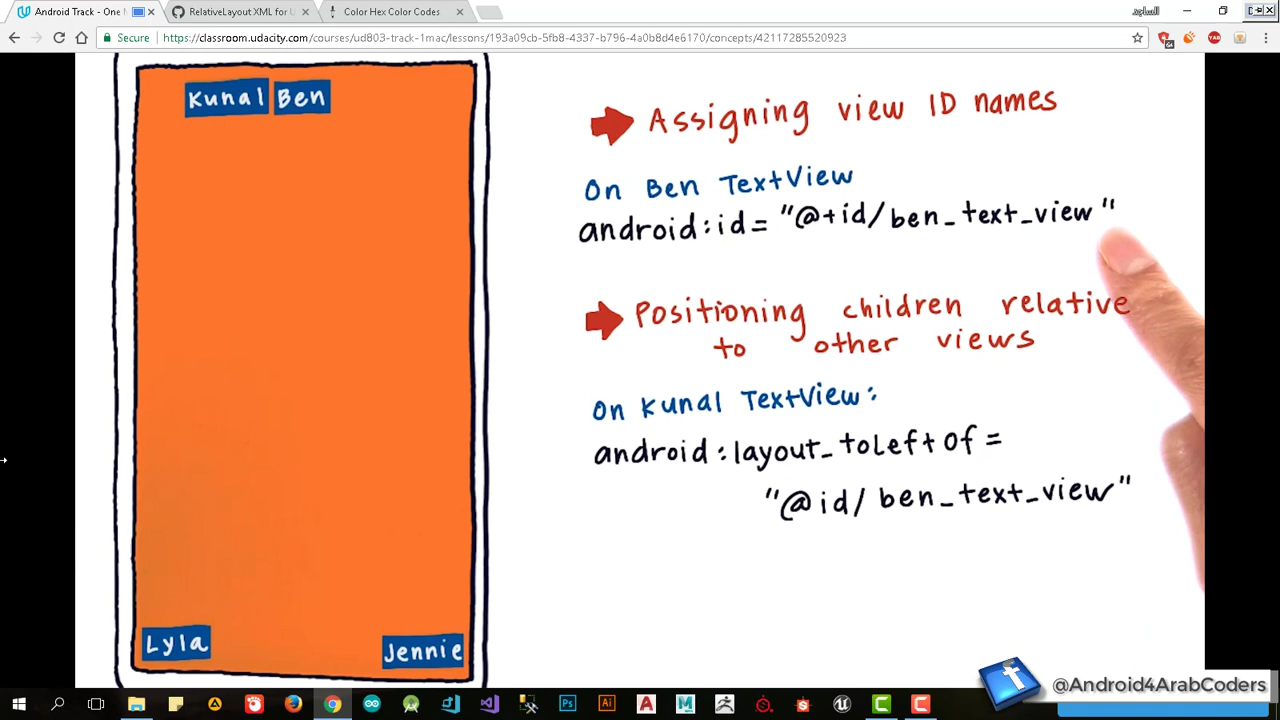 Android Track - One M
RelativeLayout XML for U
Color Hex Color Codes
Secure
https://classroom.udacity.com/courses/ud803-track-1mac/lessons/193a09cb-5fb8-4337-b796-4a0b8d4e6170/concepts/42117285520923
Kunal Ben
Assigning view ID names
On Ben TextView
android:id= "@+id/ben_text_view"
Positioning children relative
to other views
On Kunal TextView:
android:layout_toLeftOf=
"@id/ben_text_view"
Lyla
Jennie
@Android4ArabCoders